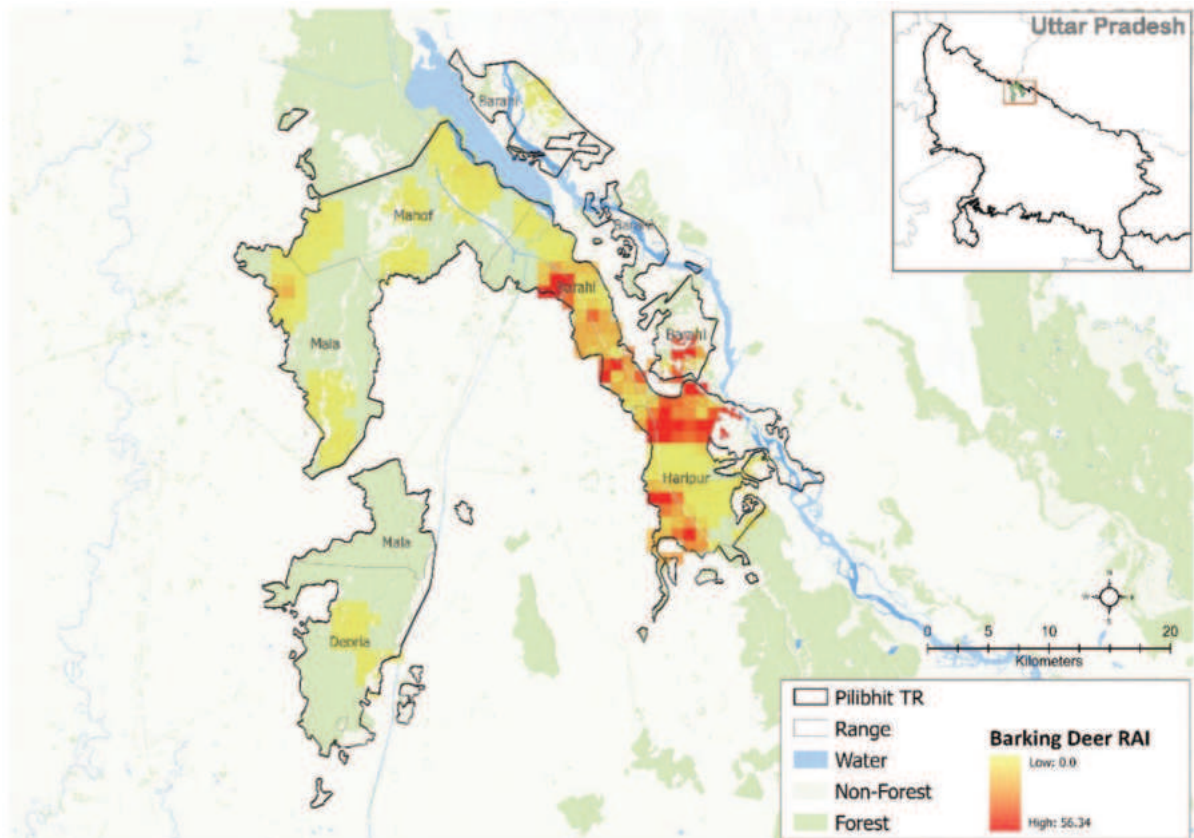 Uttar Pradesh
Barahi
Manof
Barahi
Barahi
Mala
Haripur
Mala
Deoria
0 5 10 20
Kilometers
Pilibhit TR
Range
Water
Non-Forest
Forest
Barking Deer RAI
Low: 0.0
High: 56.34